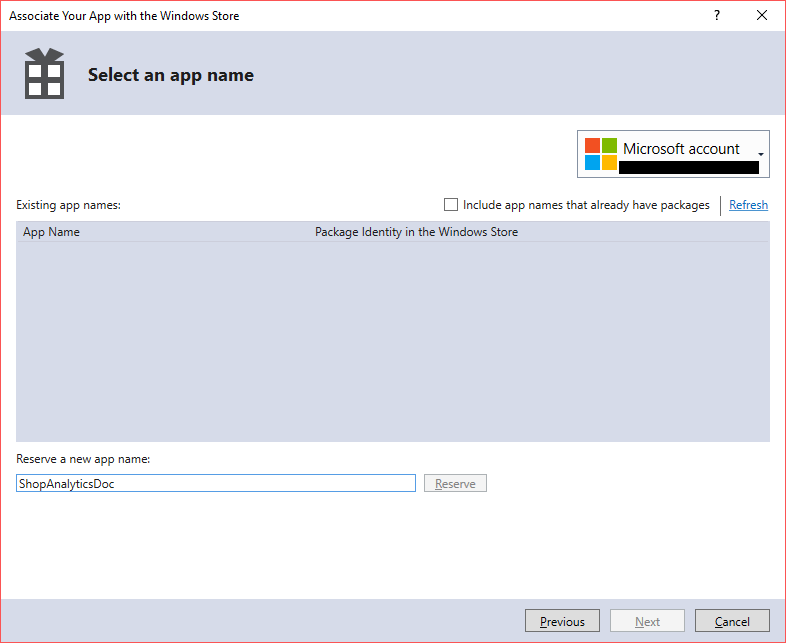 Associate Your App with the Windows Store
?
Select an app name
Microsoft account
Existing app names:
Include app names that already have packages
Refresh
App Name
Package Identity in the Windows Store
Reserve a new app name:
ShopAnalyticsDoc
Reserve
Previous
Next
Cancel